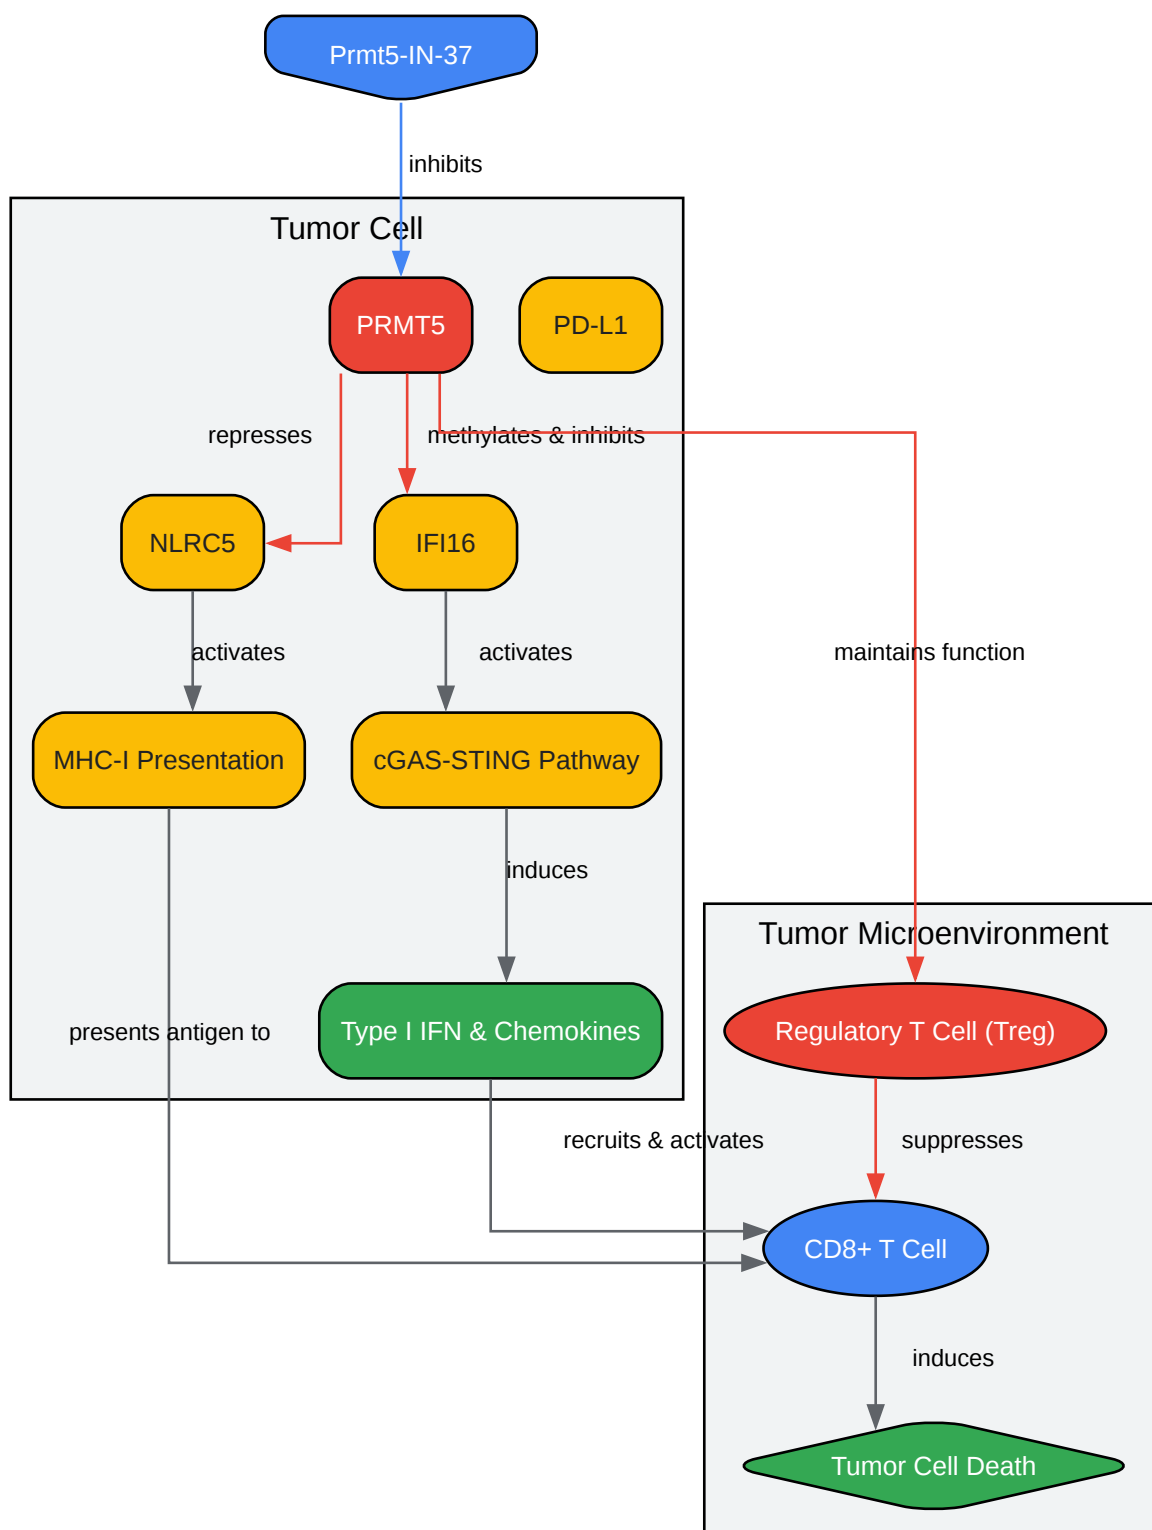 Prmt5-IN-37
inhibits
Tumor Cell
PRMT5
PD-L1
represses
methylates & inhibits
NLRC5
IFI16
activates
activates
maintains function
MHC-I Presentation
cGAS-STING Pathway
induces
Tumor Microenvironment
presents antigen to
Type I IFN & Chemokines
Regulatory T Cell (Treg)
recruits & activates
suppresses
CD8+ T Cell
induces
Tumor Cell Death